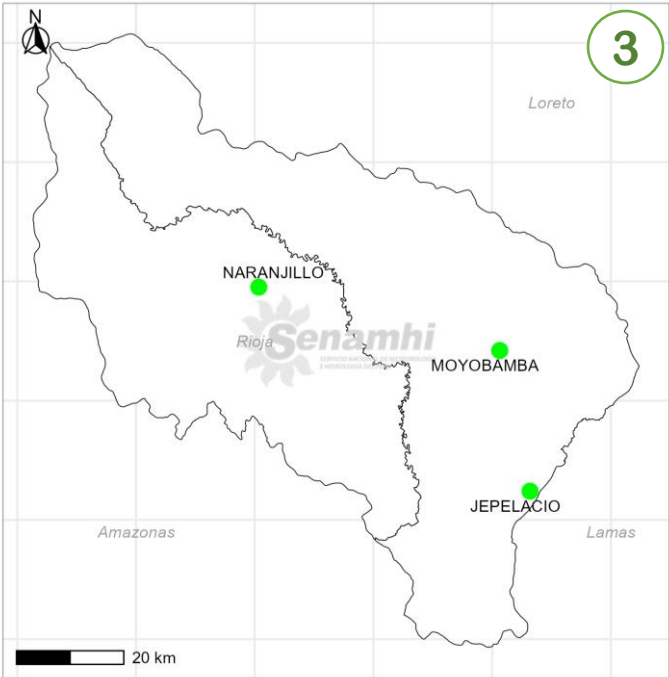 N
3
Loreto
NARANJILLO
Rioja
Senamhi
MOYOBAMBA
JEPELACIO
Amazonas
Lamas
20 km